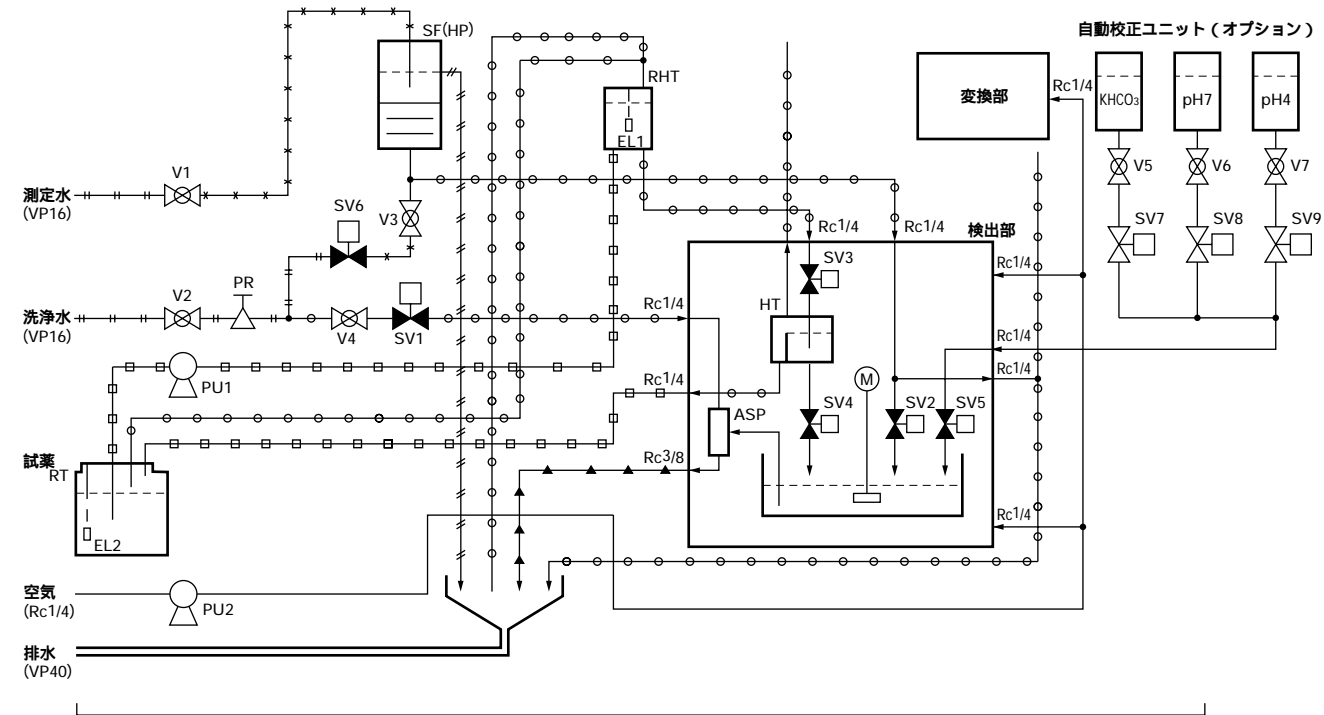 自動校正ユニット ( オプション )
SF(HP)
RHT
EL1
変換部
Rc1/4
KHCO₃
pH7
pH4
V5
V6
V7
SV7
SV8
SV9
測定水
(VP16)
V1
SV6
V3
Rc1/4
Rc1/4
検出部
SV3
Rc1/4
洗浄水
(VP16)
V2
PR
V4
SV1
Rc1/4
HT
Rc1/4
PU1
Rc1/4
M
Rc1/4
ASP
SV4
SV2
SV5
試薬
RT
EL2
Rc3/8
Rc1/4
空気
(Rc1/4)
PU2
排水
(VP40)